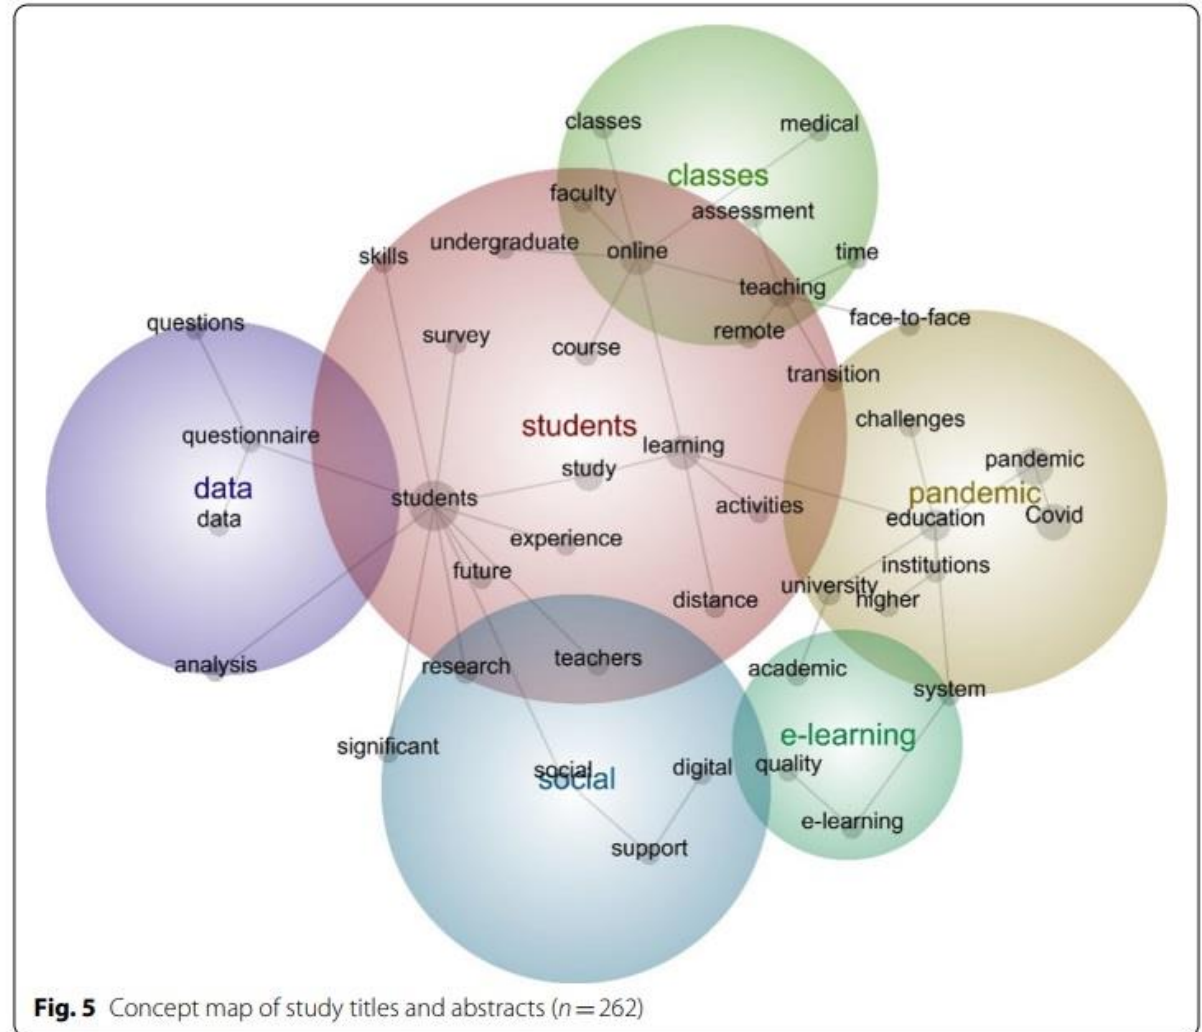 classes
medical
classes
faculty
assessment
undergraduate
online
time
skills
teaching
face-to-face
questions
survey
remote
course
transition
challenges
students
questionnaire
learning
pandemic
study
data
pandemic
students
activities
data
education
Covid
experience
institutions
future
university
higher
distance
teachers
analysis
research
academic
system
e-learning
significant
quality
digital
social
social
e-learning
support
Fig. 5 Concept map of study titles and abstracts (n = 262)